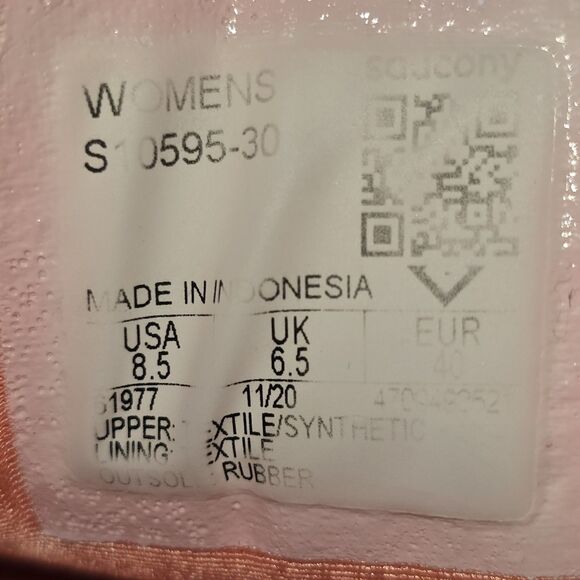 saucony
WOMENS
S10595-30
MADE IN INDONESIA
USA UK EUR
8.5 6.5 40
11/20
UPPER: TEXTILE/SYNTHETIC
LINING: TEXTILE
OUTSOLE: RUBBER